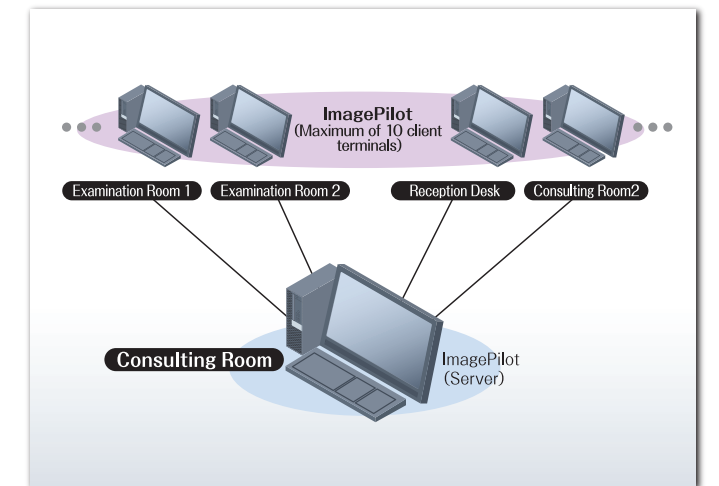 ImagePilot
(Maximum of 10 client
terminals)
Examination Room 1
Examination Room 2
Reception Desk
Consulting Room2
Consulting Room
ImagePilot
(Server)